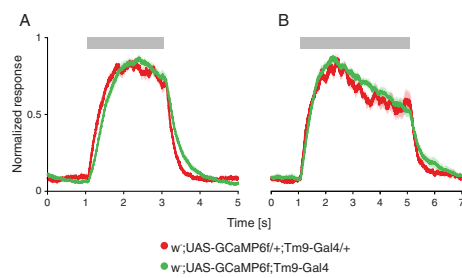 A
B
Normalized response
1
0.5
0
0 1 2 3 4 5
0 1 2 3 4 5 6 7
Time [s]
w⁻;UAS-GCaMP6f/+;Tm9-Gal4/+
w⁻;UAS-GCaMP6f;Tm9-Gal4